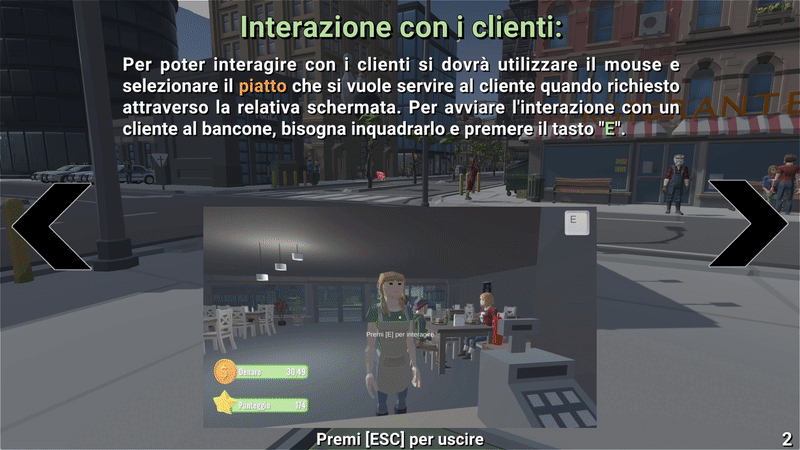 Interazione con i clienti:
Per poter interagire con i clienti si dovrà utilizzare il mouse e
selezionare il piatto che si vuole servire al cliente quando richiesto
attraverso la relativa schermata. Per avviare l'interazione con un
cliente al bancone, bisogna inquadrarlo e premere il tasto "E".
E
Premi [E] per interagire
Denaro 30.49
Punteggio 174
Premi [ESC] per uscire
2